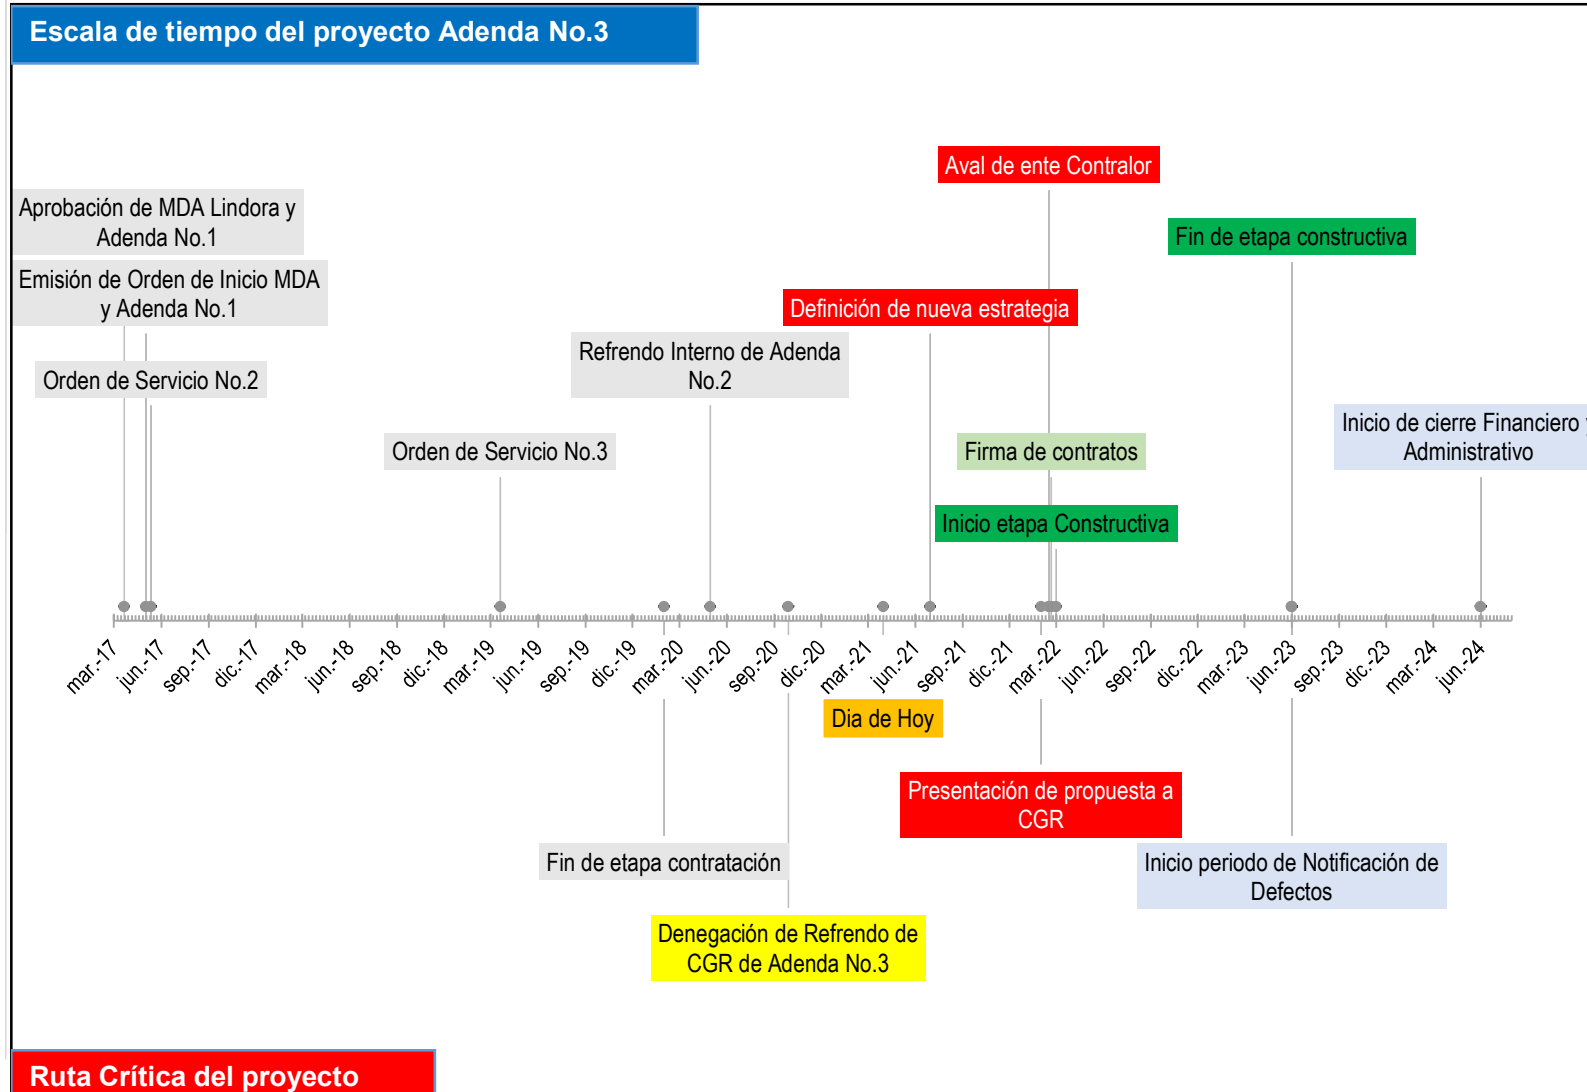 Escala de tiempo del proyecto Adenda No.3
Aval de ente Contralor
Aprobación de MDA Lindora y
Adenda No.1
Fin de etapa constructiva
Emisión de Orden de Inicio MDA
y Adenda No.1
Definición de nueva estrategia
Refrendo Interno de Adenda
No.2
Orden de Servicio No.2
Inicio de cierre Financiero y
Administrativo
Orden de Servicio No.3
Firma de contratos
Inicio etapa Constructiva
mar.-17
jun.-17
sep.-17
dic.-17
mar.-18
jun.-18
sep.-18
dic.-18
mar.-19
jun.-19
sep.-19
dic.-19
mar.-20
jun.-20
sep.-20
dic.-20
mar.-21
jun.-21
sep.-21
dic.-21
mar.-22
jun.-22
sep.-22
dic.-22
mar.-23
jun.-23
sep.-23
dic.-23
mar.-24
jun.-24
Dia de Hoy
Presentación de propuesta a
CGR
Fin de etapa contratación
Inicio periodo de Notificación de
Defectos
Denegación de Refrendo de
CGR de Adenda No.3
Ruta Crítica del proyecto